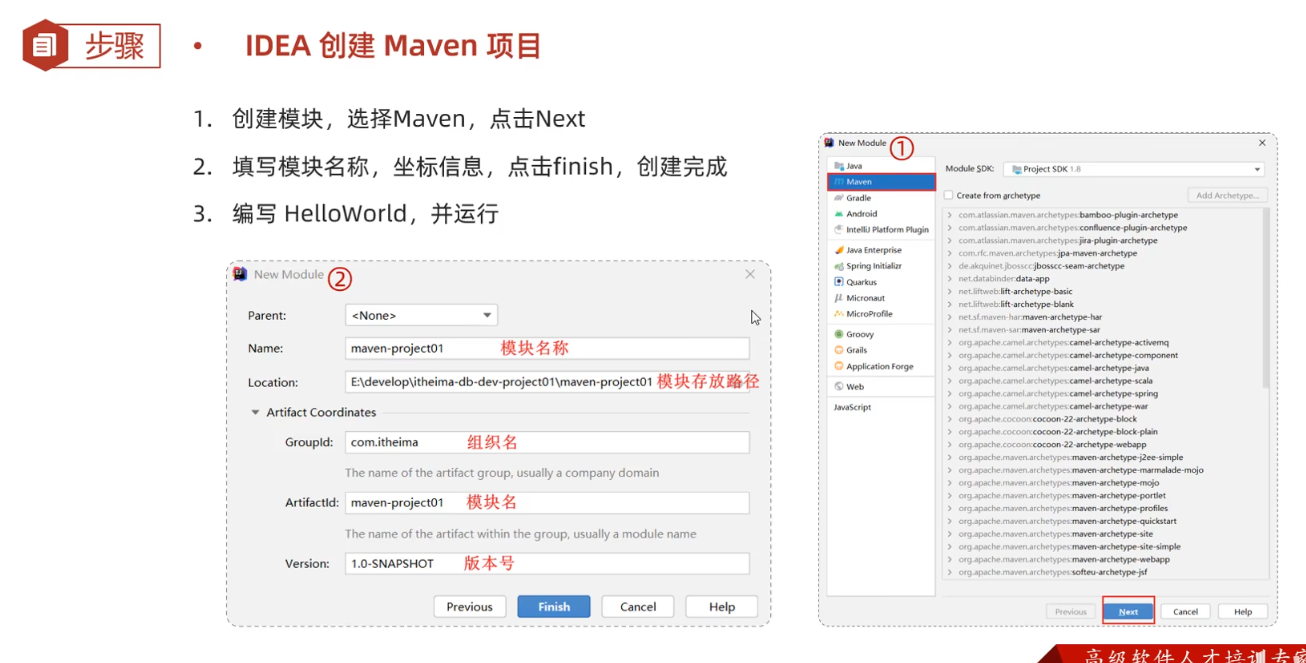 步骤
• IDEA 创建 Maven 项目
1. 创建模块，选择Maven，点击Next
2. 填写模块名称，坐标信息，点击finish，创建完成
3. 编写 HelloWorld，并运行
New Module ②
Parent: <None>
Name: maven-project01 模块名称
Location: E:\develop\itheima-db-dev-project01\maven-project01 模块存放路径
Artifact Coordinates
GroupId: com.itheima 组织名
The name of the artifact group, usually a company domain
ArtifactId: maven-project01 模块名
The name of the artifact within the group, usually a module name
Version: 1.0-SNAPSHOT 版本号
Previous Finish Cancel Help
New Module ①
Java
Maven
Gradle
Android
IntelliJ Platform Plugin
Java Enterprise
Spring Initializr
Quarkus
Micronaut
MicroProfile
Groovy
Grails
Application Forge
Web
JavaScript
Module SDK: Project SDK 1.8
Create from archetype Add Archetype...
com.atlassian.maven.archetypes:bamboo-plugin-archetype
com.atlassian.maven.archetypes:confluence-plugin-archetype
com.atlassian.maven.archetypes:jira-plugin-archetype
com.rfc.maven.archetypes:jpa-maven-archetype
de.akquinet.jbosscc:jbosscc-seam-archetype
net.databinder:data-app
net.liftweb:lift-archetype-basic
net.liftweb:lift-archetype-blank
net.sf.maven-har:maven-archetype-har
net.sf.maven-sar:maven-archetype-sar
org.apache.camel.archetypes:camel-archetype-activemq
org.apache.camel.archetypes:camel-archetype-component
org.apache.camel.archetypes:camel-archetype-java
org.apache.camel.archetypes:camel-archetype-scala
org.apache.camel.archetypes:camel-archetype-spring
org.apache.camel.archetypes:camel-archetype-war
org.apache.cocoon:cocoon-22-archetype-block
org.apache.cocoon:cocoon-22-archetype-block-plain
org.apache.cocoon:cocoon-22-archetype-webapp
org.apache.maven.archetypes:maven-archetype-j2ee-simple
org.apache.maven.archetypes:maven-archetype-marmalade-mojo
org.apache.maven.archetypes:maven-archetype-mojo
org.apache.maven.archetypes:maven-archetype-portlet
org.apache.maven.archetypes:maven-archetype-profiles
org.apache.maven.archetypes:maven-archetype-quickstart
org.apache.maven.archetypes:maven-archetype-site
org.apache.maven.archetypes:maven-archetype-site-simple
org.apache.maven.archetypes:maven-archetype-webapp
org.apache.maven.archetypes:softeu-archetype-jsf
Previous Next Cancel Help
高级软件人才培训专家